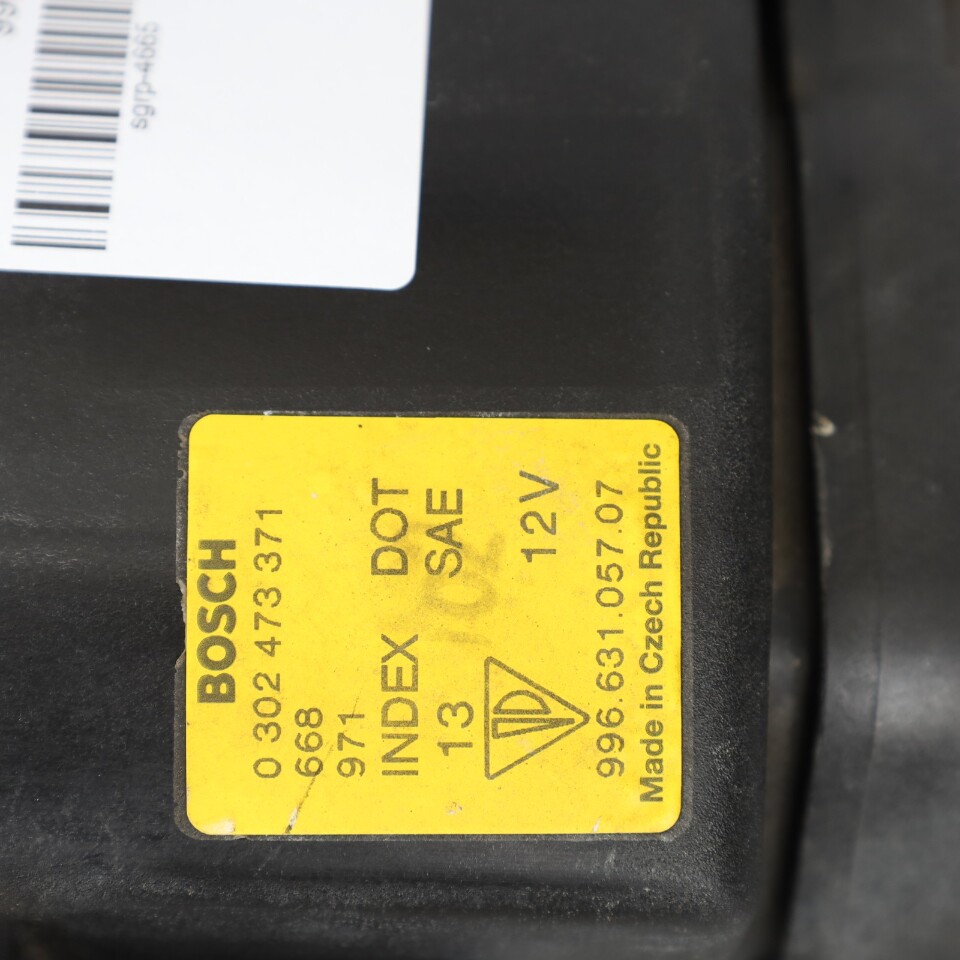 sgrp-4665
BOSCH
0 302 473 371
668
971
INDEX DOT
13 SAE
102
12V
996.631.057.07
Made in Czech Republic